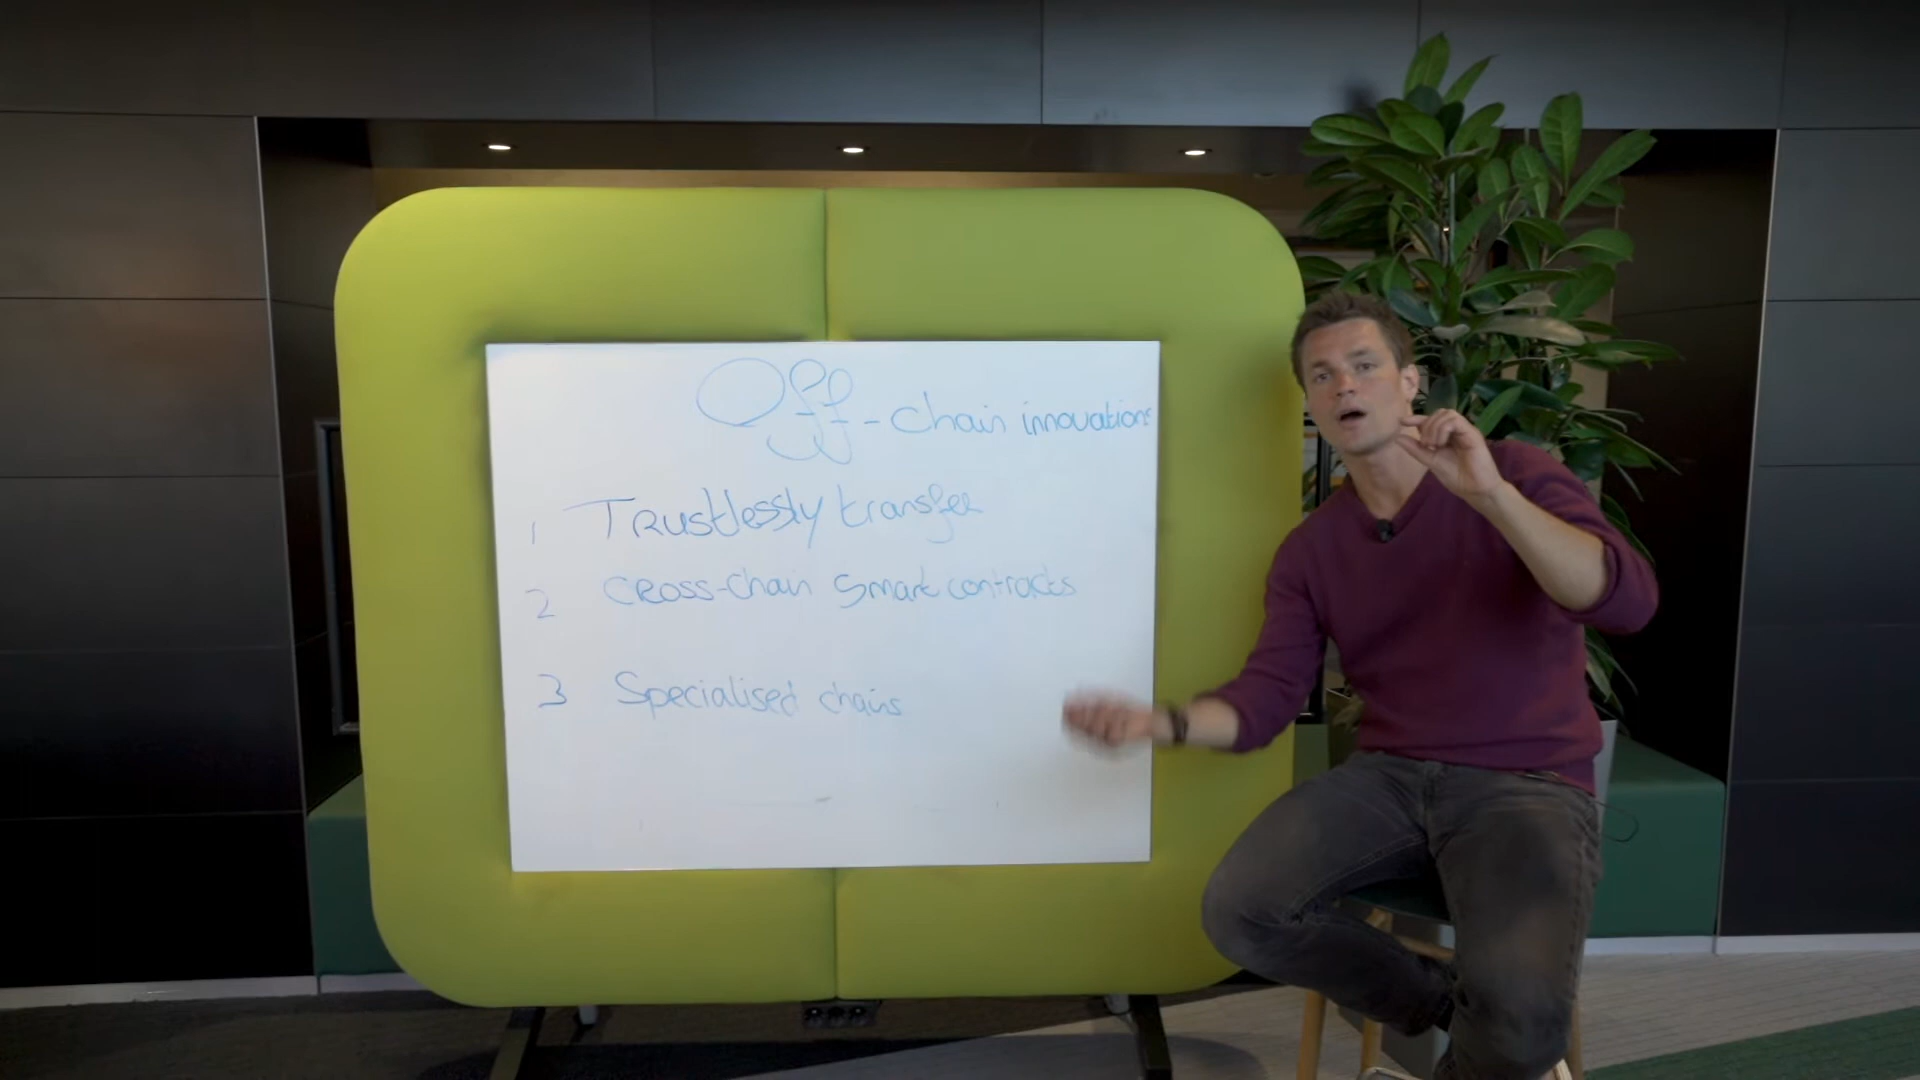 Off-chain innovations
1 Trustlessly transfer
2 Cross-chain smart contracts
3 Specialised chains